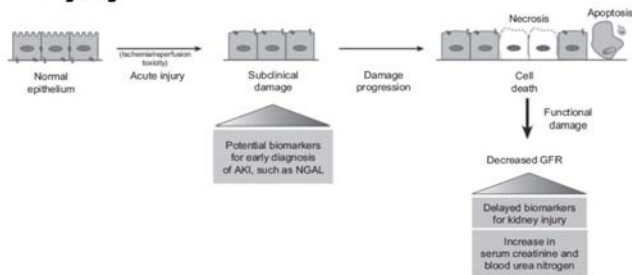 Necrosis
Apoptosis
(Ischemia/reperfusion
toxicity)
Normal
epithelium
Acute injury
Subclinical
damage
Damage
progression
Cell
death
Functional
damage
Potential biomarkers
for early diagnosis
of AKI, such as NGAL
Decreased GFR
Delayed biomarkers
for kidney injury
Increase in
serum creatinine and
blood urea nitrogen